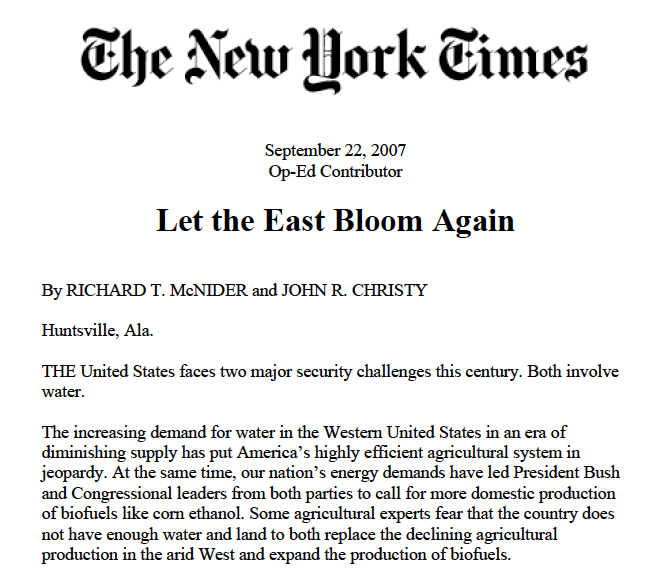 The New York Times
September 22, 2007
Op-Ed Contributor
Let the East Bloom Again
By RICHARD T. McNIDER and JOHN R. CHRISTY
Huntsville, Ala.
THE United States faces two major security challenges this century. Both involve
water.
The increasing demand for water in the Western United States in an era of
diminishing supply has put America's highly efficient agricultural system in
jeopardy. At the same time, our nation's energy demands have led President Bush
and Congressional leaders from both parties to call for more domestic production
of biofuels like corn ethanol. Some agricultural experts fear that the country does
not have enough water and land to both replace the declining agricultural
production in the arid West and expand the production of biofuels.